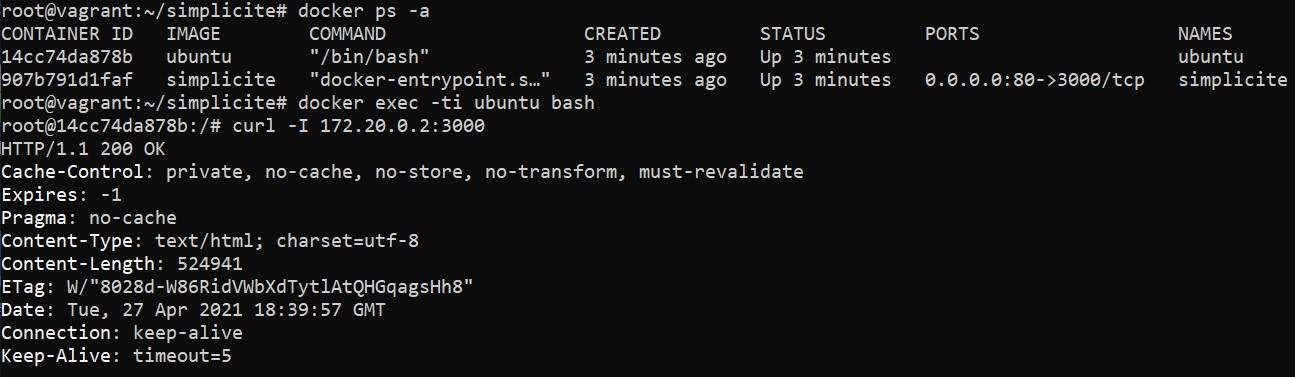 root@vagrant:~/simplicite# docker ps -a
CONTAINER ID   IMAGE        COMMAND                  CREATED         STATUS         PORTS                  NAMES
14cc74da878b   ubuntu       "/bin/bash"              3 minutes ago   Up 3 minutes                          ubuntu
907b791d1faf   simplicite   "docker-entrypoint.s…"   3 minutes ago   Up 3 minutes   0.0.0.0:80->3000/tcp   simplicite
root@vagrant:~/simplicite# docker exec -ti ubuntu bash
root@14cc74da878b:/# curl -I 172.20.0.2:3000
HTTP/1.1 200 OK
Cache-Control: private, no-cache, no-store, no-transform, must-revalidate
Expires: -1
Pragma: no-cache
Content-Type: text/html; charset=utf-8
Content-Length: 524941
ETag: W/"8028d-W86RidVWbXdTytlAtQHGqagsHh8"
Date: Tue, 27 Apr 2021 18:39:57 GMT
Connection: keep-alive
Keep-Alive: timeout=5